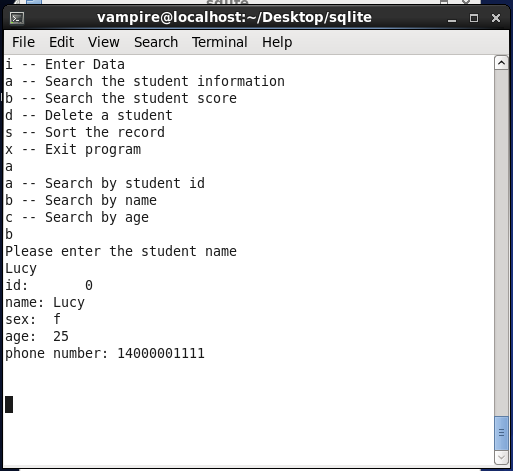 vampire@localhost:~/Desktop/sqlite
File Edit View Search Terminal Help
i -- Enter Data
a -- Search the student information
b -- Search the student score
d -- Delete a student
s -- Sort the record
x -- Exit program
a
a -- Search by student id
b -- Search by name
c -- Search by age
b
Please enter the student name
Lucy
id:       0
name: Lucy
sex:  f
age:  25
phone number: 14000001111